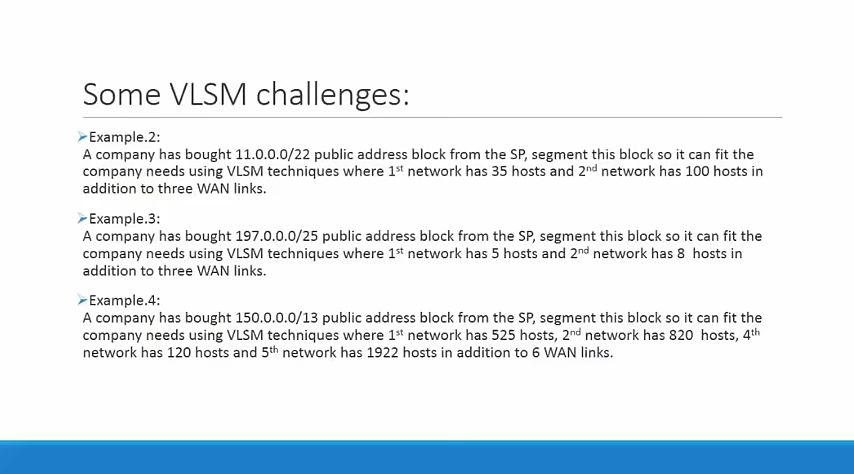 Some VLSM challenges:
Example.2:
A company has bought 11.0.0.0/22 public address block from the SP, segment this block so it can fit the
company needs using VLSM techniques where 1st network has 35 hosts and 2nd network has 100 hosts in
addition to three WAN links.
Example.3:
A company has bought 197.0.0.0/25 public address block from the SP, segment this block so it can fit the
company needs using VLSM techniques where 1st network has 5 hosts and 2nd network has 8 hosts in
addition to three WAN links.
Example.4:
A company has bought 150.0.0.0/13 public address block from the SP, segment this block so it can fit the
company needs using VLSM techniques where 1st network has 525 hosts, 2nd network has 820 hosts, 4th
network has 120 hosts and 5th network has 1922 hosts in addition to 6 WAN links.